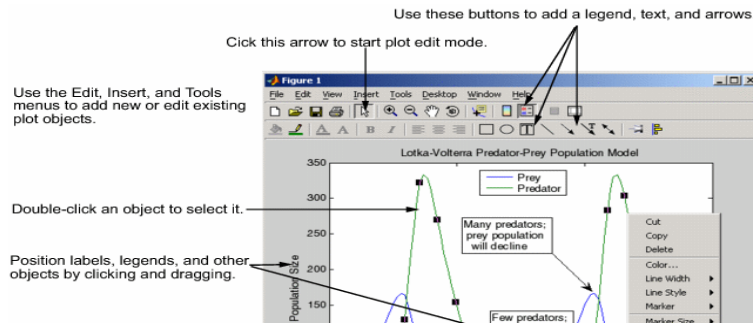 Use these buttons to add a legend, text, and arrows
Cick this arrow to start plot edit mode.
Use the Edit, Insert, and Tools
menus to add new or edit existing
plot objects.
Figure 1
File Edit View Insert Tools Desktop Window Help
A A B I
T
Lotka-Volterra Predator-Prey Population Model
350
Prey
Predator
300
Double-click an object to select it.
Many predators;
prey population
will decline
250
Cut
Copy
Delete
Position labels, legends, and other
objects by clicking and dragging.
200
Population Size
Color...
Line Width
Line Style
Marker
150
Few predators;
Marker Size